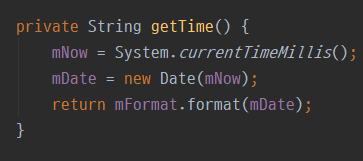 private String getTime() {
    mNow = System.currentTimeMillis();
    mDate = new Date(mNow);
    return mFormat.format(mDate);
}